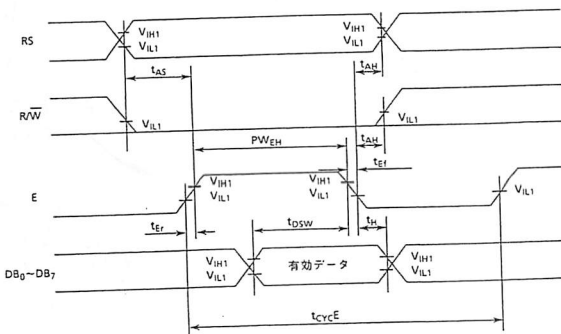 RS
VIH1
VIL1
VIH1
VIL1
tAS
tAH
R/W̅
VIL1
VIL1
PWEH
tAH
tEf
E
VIH1
VIL1
VIH1
VIL1
VIL1
tEr
tDSW
tH
DB0~DB7
VIH1
VIL1
有効データ
VIH1
VIL1
tCYCE